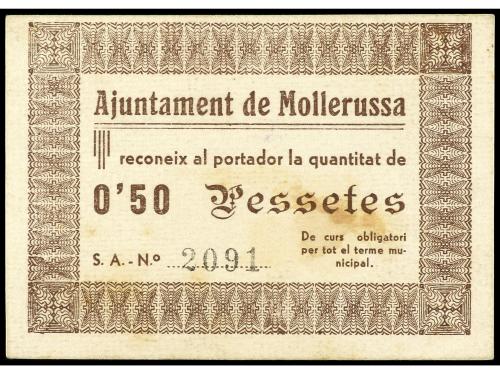 Ajuntament de Mollerussa
reconeix al portador la quantitat de
0'50 Pessetes
De curs obligatori
per tot el terme mu-
nicipal.
S. A. - N.º 2091